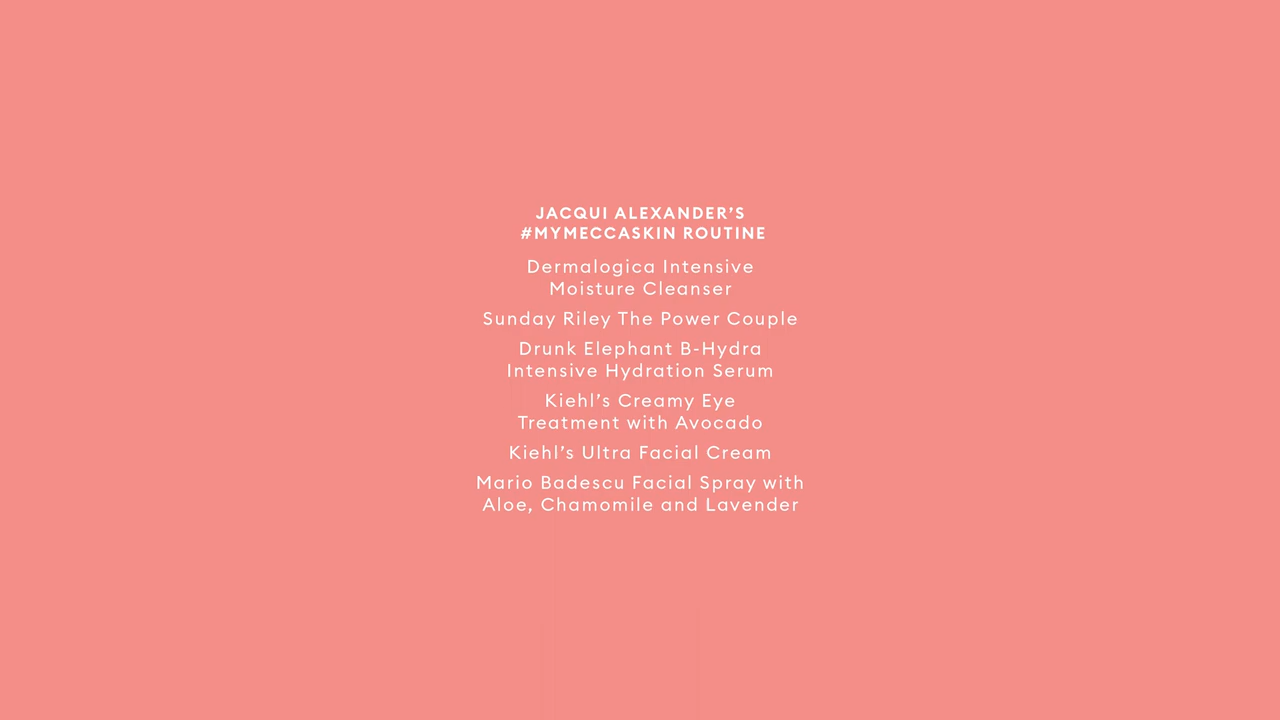 JACQUI ALEXANDER’S
#MYMECCASKIN ROUTINE
Dermalogica Intensive
Moisture Cleanser
Sunday Riley The Power Couple
Drunk Elephant B-Hydra
Intensive Hydration Serum
Kiehl’s Creamy Eye
Treatment with Avocado
Kiehl’s Ultra Facial Cream
Mario Badescu Facial Spray with
Aloe, Chamomile and Lavender